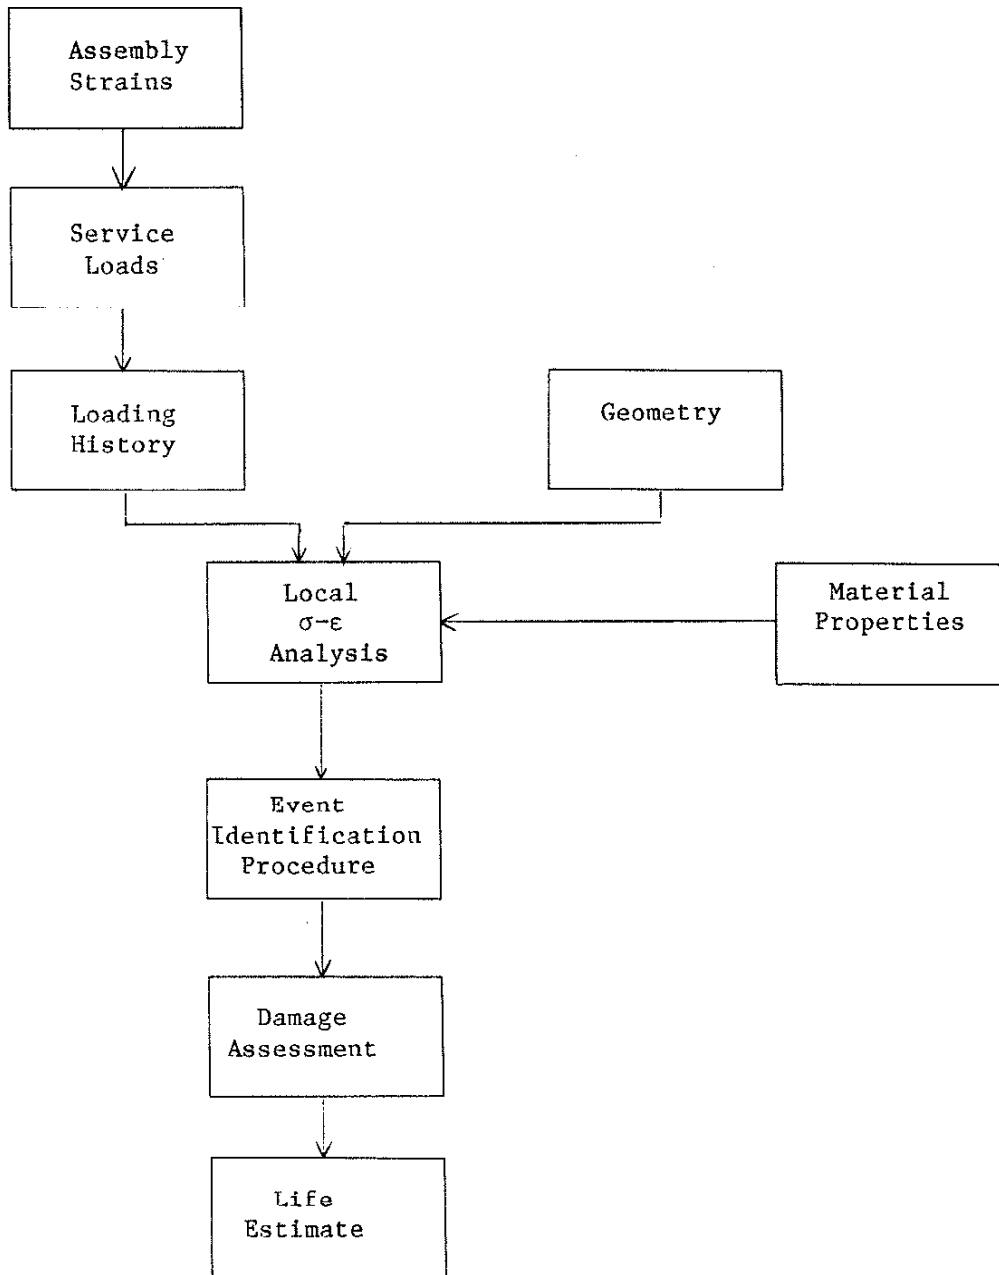 Assembly
Strains
Service
Loads
Loading
History
Geometry
Local
σ-ε
Analysis
Material
Properties
Event
Identification
Procedure
Damage
Assessment
Life
Estimate